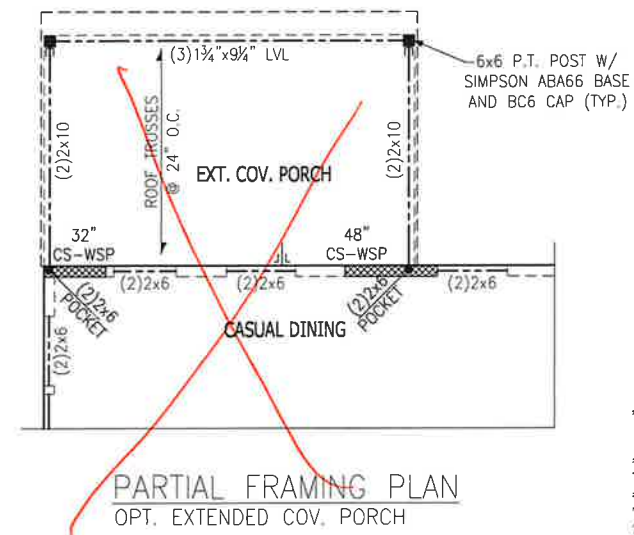 (3)1¾"x9¼" LVL
6x6 P.T. POST W/
SIMPSON ABA66 BASE
AND BC6 CAP (TYP.)
(2)2x10
ROOF TRUSSES
@ 24" O.C.
(2)2x10
EXT. COV. PORCH
32"
CS-WSP
48"
CS-WSP
(2)2x6
(2)2x6
(2)2x6
(2)2x6
POCKET
(2)2x6
POCKET
(2)2x6
CASUAL DINING
PARTIAL FRAMING PLAN
OPT. EXTENDED COV. PORCH